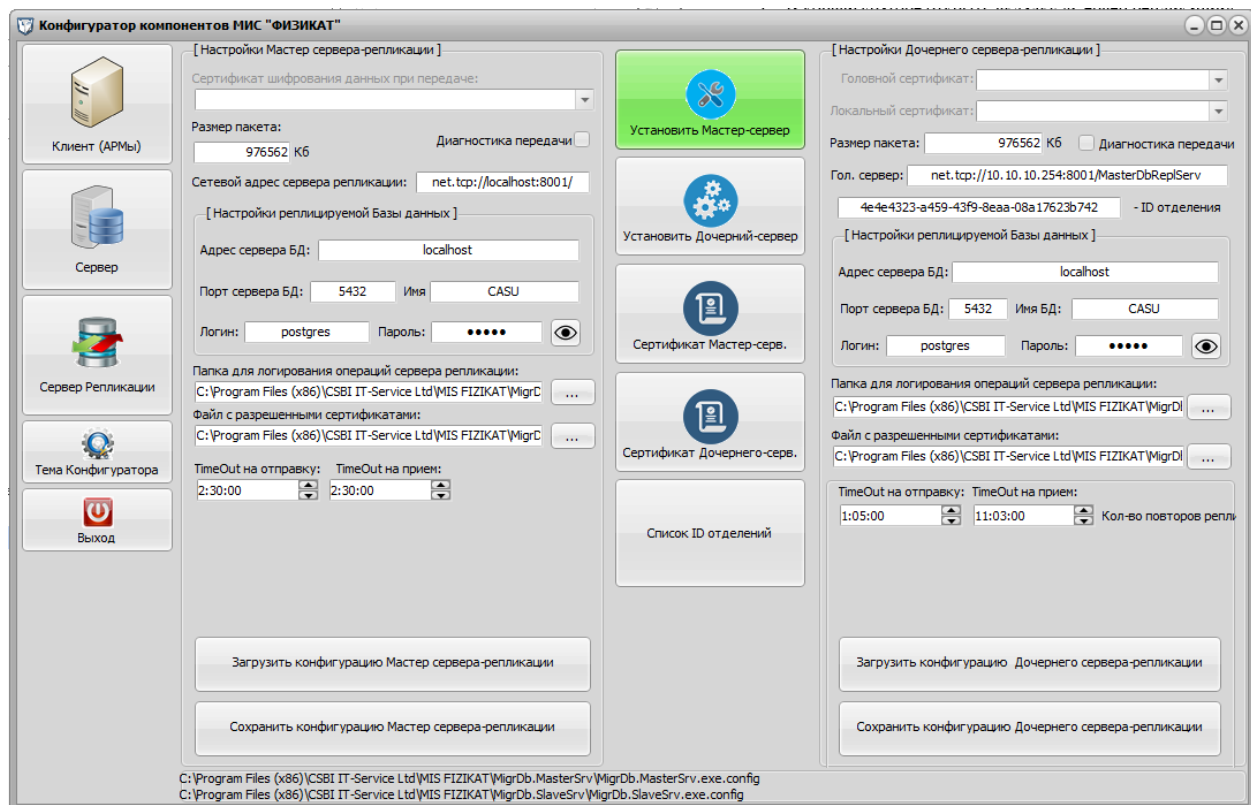 Конфигуратор компонентов МИС "ФИЗИКАТ"
Клиент (АРМы)
Сервер
Сервер Репликации
Тема Конфигуратора
Выход
[ Настройки Мастер сервера-репликации ]
Сертификат шифрования данных при передаче:
Размер пакета:
976562 Кб
Диагностика передачи
Сетевой адрес сервера репликации: net.tcp://localhost:8001/
[ Настройки реплицируемой Базы данных ]
Адрес сервера БД: localhost
Порт сервера БД: 5432 Имя CASU
Логин: postgres Пароль: •••••
Папка для логирования операций сервера репликации:
C:\Program Files (x86)\CSBI IT-Service Ltd\MIS FIZIKAT\MigrD ...
Файл с разрешенными сертификатами:
C:\Program Files (x86)\CSBI IT-Service Ltd\MIS FIZIKAT\MigrD ...
TimeOut на отправку: TimeOut на прием:
2:30:00 2:30:00
Загрузить конфигурацию Мастер сервера-репликации
Сохранить конфигурацию Мастер сервера-репликации
Установить Мастер-сервер
Установить Дочерний-сервер
Сертификат Мастер-серв.
Сертификат Дочернего-серв.
Список ID отделений
[ Настройки Дочернего сервера-репликации ]
Головной сертификат:
Локальный сертификат:
Размер пакета: 976562 Кб Диагностика передачи
Гол. сервер: net.tcp://10.10.10.254:8001/MasterDbReplServ
4e4e4323-a459-43f9-8eaa-08a17623b742 - ID отделения
[ Настройки реплицируемой Базы данных ]
Адрес сервера БД: localhost
Порт сервера БД: 5432 Имя БД: CASU
Логин: postgres Пароль: •••••
Папка для логирования операций сервера репликации:
C:\Program Files (x86)\CSBI IT-Service Ltd\MIS FIZIKAT\MigrDl ...
Файл с разрешенными сертификатами:
C:\Program Files (x86)\CSBI IT-Service Ltd\MIS FIZIKAT\MigrDl ...
TimeOut на отправку: TimeOut на прием:
1:05:00 11:03:00 Кол-во повторов репли
Загрузить конфигурацию Дочернего сервера-репликации
Сохранить конфигурацию Дочернего сервера-репликации
C:\Program Files (x86)\CSBI IT-Service Ltd\MIS FIZIKAT\MigrDb.MasterSrv\MigrDb.MasterSrv.exe.config
C:\Program Files (x86)\CSBI IT-Service Ltd\MIS FIZIKAT\MigrDb.SlaveSrv\MigrDb.SlaveSrv.exe.config